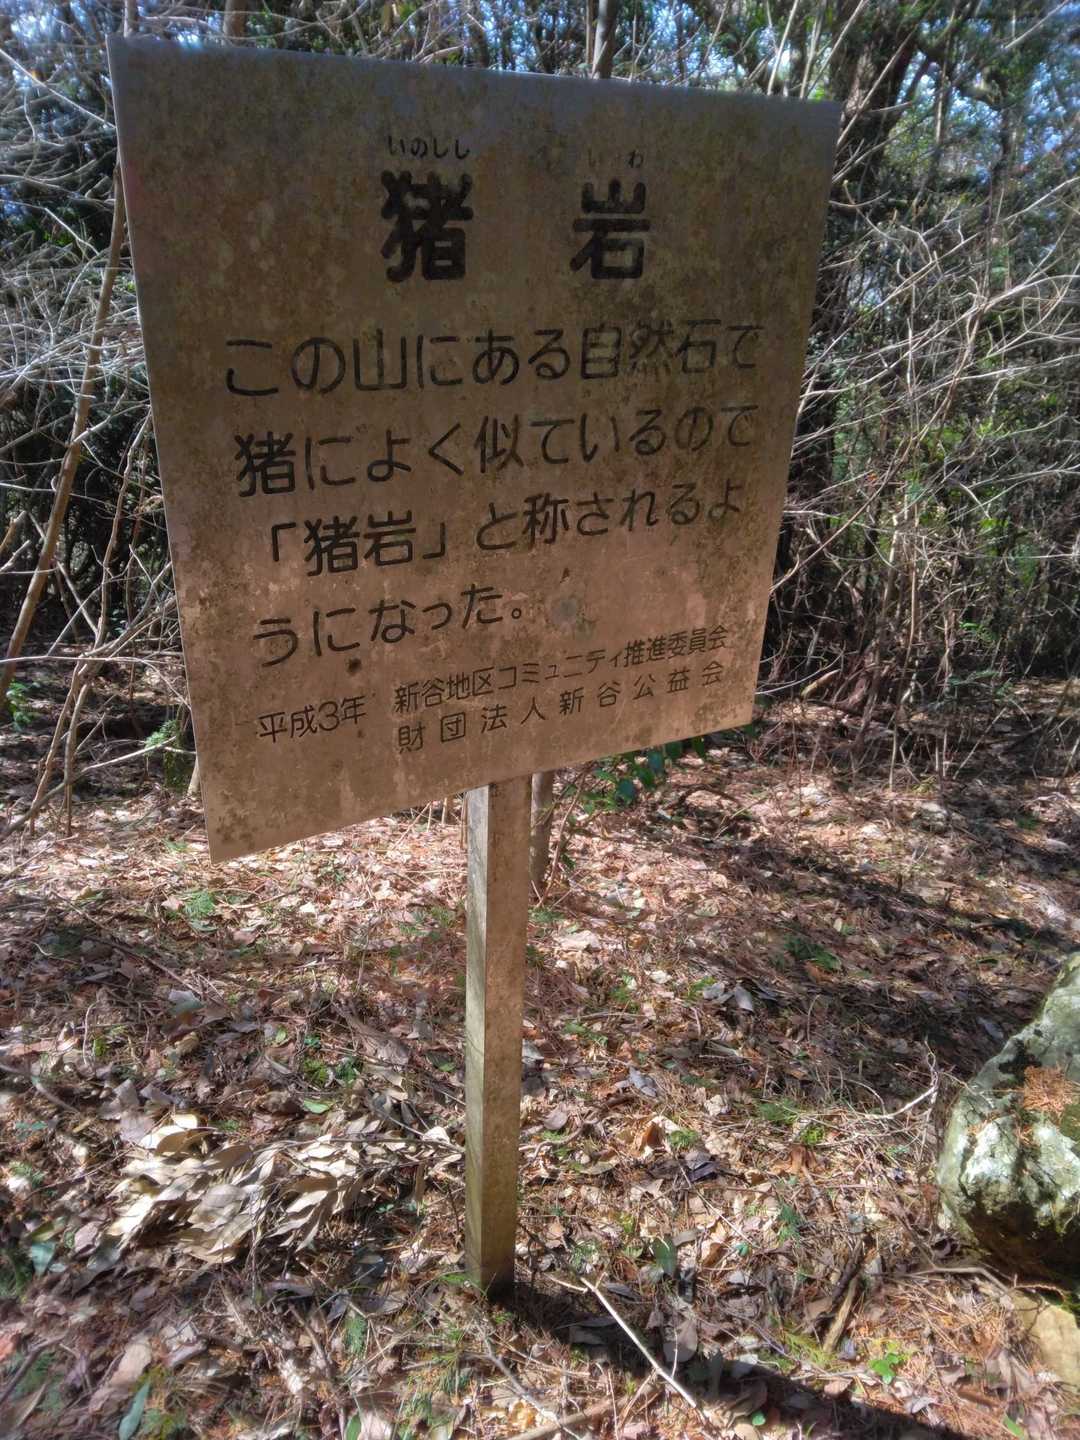 いのしし いわ
猪 岩
この山にある自然石で
猪によく似ているので
「猪岩」と称されるよ
うになった。
平成3年 新谷地区コミュニティ推進委員会
財団法人新谷公益会